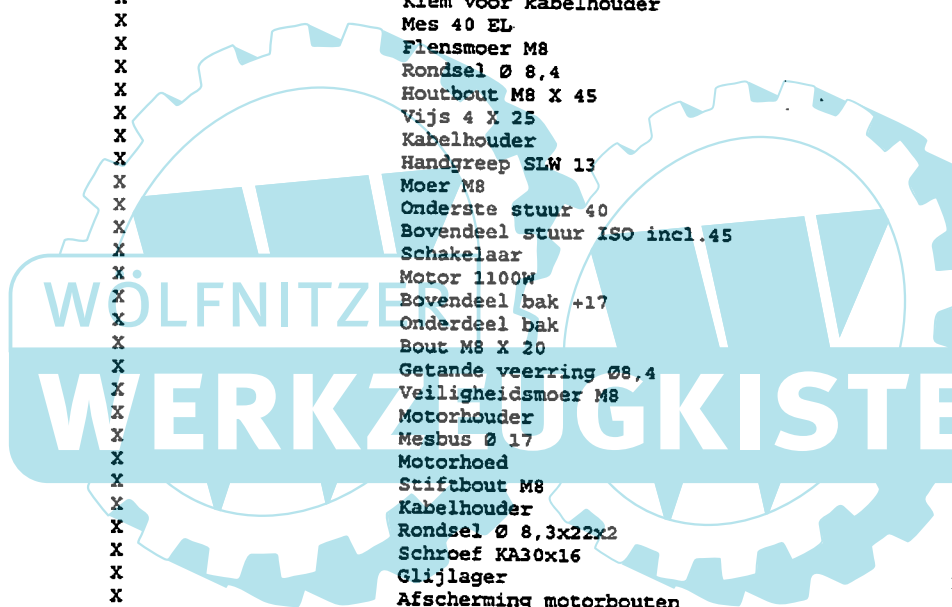 X Klem voor kabelhouder
X Mes 40 EL
X Flensmoer M8
X Rondsel Ø 8,4
X Houtbout M8 X 45
X Vijs 4 X 25
X Kabelhouder
X Handgreep SLW 13
X Moer M8
X Onderste stuur 40
X Bovendeel stuur ISO incl.45
X Schakelaar
X Motor 1100W
X Bovendeel bak +17
X Onderdeel bak
X Bout M8 X 20
X Getande veerring Ø8,4
X Veiligheidsmoer M8
X Motorhouder
X Mesbus Ø 17
X Motorhoed
X Stiftbout M8
X Kabelhouder
X Rondsel Ø 8,3x22x2
X Schroef KA30x16
X Glijlager
X Afscherming motorbouten
WÖLFNITZER
WERKZEUGKISTE